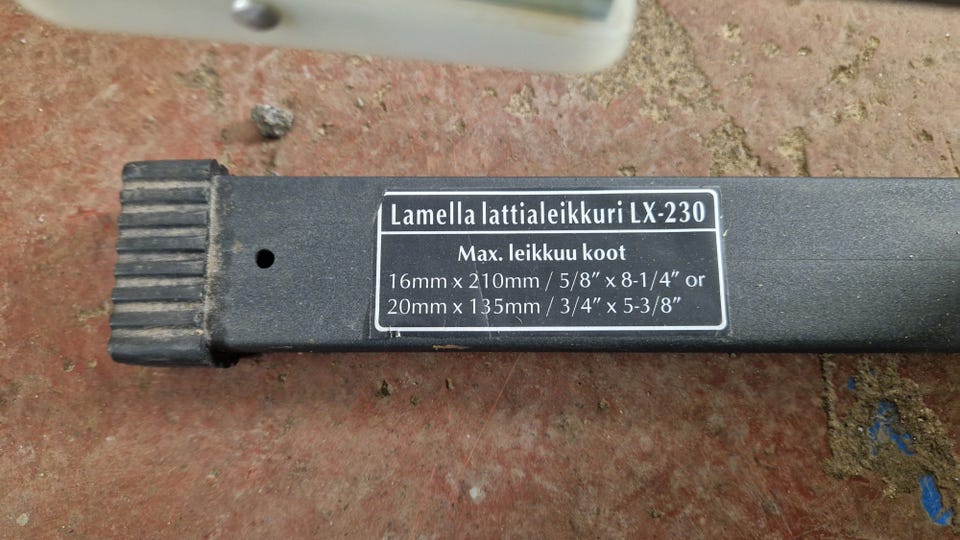 Lamella lattialeikkuri LX-230
Max. leikkuu koot
16mm x 210mm / 5/8″ x 8-1/4″ or
20mm x 135mm / 3/4″ x 5-3/8″